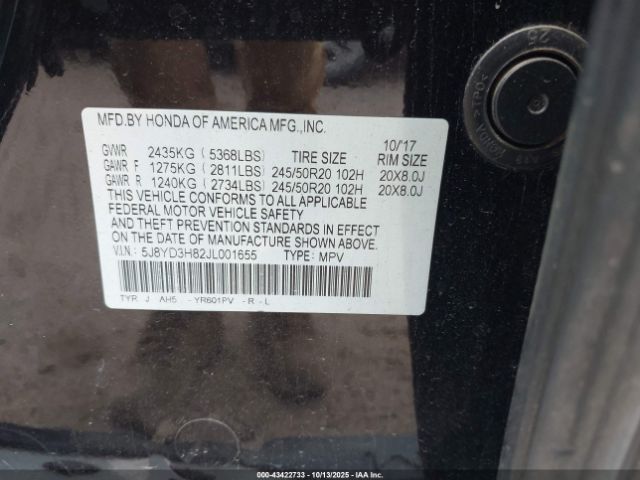 MFD.BY HONDA OF AMERICA MFG.,INC.
10/17
GVWR 2435KG ( 5368LBS) TIRE SIZE RIM SIZE
GAWR F 1275KG ( 2811LBS) 245/50R20 102H 20X8.0J
GAWR R 1240KG ( 2734LBS) 245/50R20 102H 20X8.0J
THIS VEHICLE CONFORMS TO ALL APPLICABLE
FEDERAL MOTOR VEHICLE SAFETY
AND THEFT PREVENTION STANDARDS IN EFFECT
ON THE DATE OF MANUFACTURE SHOWN ABOVE.
V.I.N.: 5J8YD3H82JL001655 TYPE: MPV
TYR J AH5 - YR601PV - R - L
25
© 43422733 - 10/13/2025 - IAA Inc.